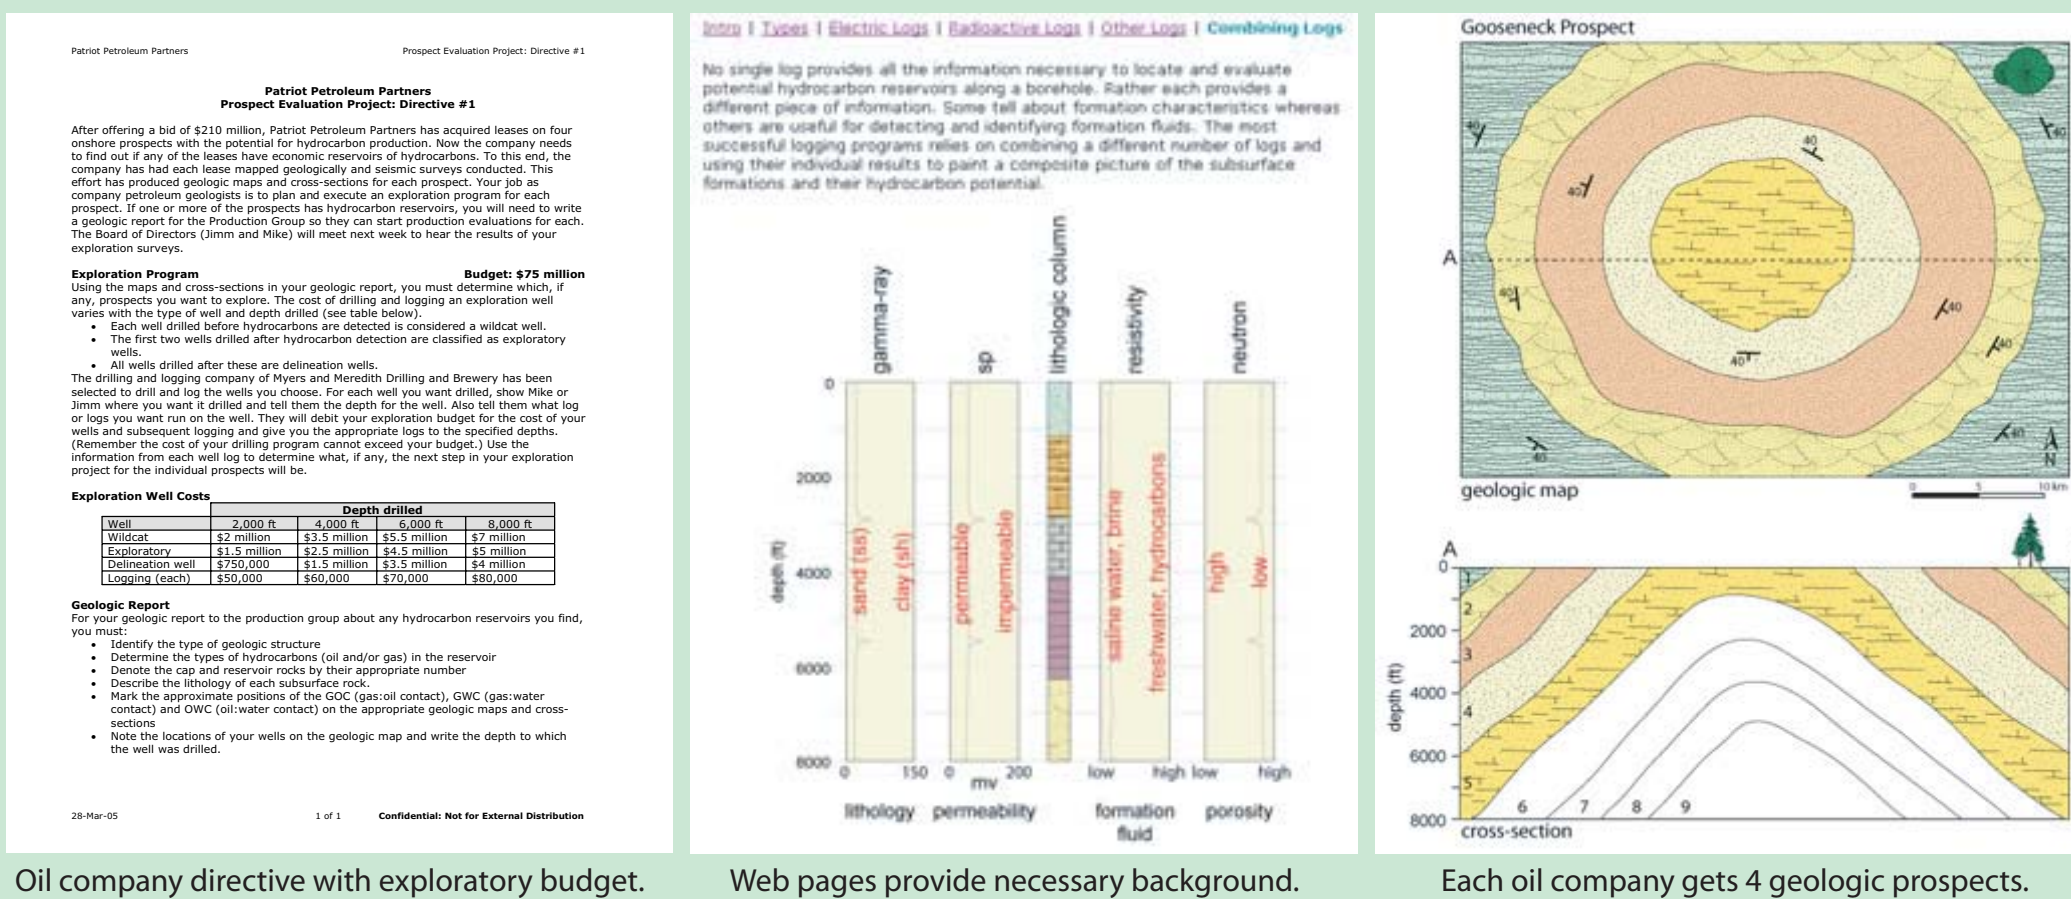 Patriot Petroleum Partners Prospect Evaluation Project: Directive #1
Patriot Petroleum Partners
Prospect Evaluation Project: Directive #1
After offering a bid of $210 million, Patriot Petroleum Partners has acquired leases on four
onshore prospects with the potential for hydrocarbon production. Now the company needs
to find out if any of the leases have economic reservoirs of hydrocarbons. To this end, the
company has had each lease mapped geologically and seismic surveys conducted. This
effort has produced geologic maps and cross-sections for each prospect. Your job as
company petroleum geologists is to plan and execute an exploration program for each
prospect. If one or more of the prospects has hydrocarbon reservoirs, you will need to write
a geologic report for the Production Group so they can start production evaluations for each.
The Board of Directors (Jimm and Mike) will meet next week to hear the results of your
exploration surveys.
Exploration Program Budget: $75 million
Using the maps and cross-sections in your geologic report, you must determine which, if
any, prospects you want to explore. The cost of drilling and logging an exploration well
varies with the type of well and depth drilled (see table below).
• Each well drilled before hydrocarbons are detected is considered a wildcat well.
• The first two wells drilled after hydrocarbon detection are classified as exploratory
wells.
• All wells drilled after these are delineation wells.
The drilling and logging company of Myers and Meredith Drilling and Brewery has been
selected to drill and log the wells you choose. For each well you want drilled, show Mike or
Jimm where you want it drilled and tell them the depth for the well. Also tell them what log
or logs you want run on the well. They will debit your exploration budget for the cost of your
wells and subsequent logging and give you the appropriate logs to the specified depths.
(Remember the cost of your drilling program cannot exceed your budget.) Use the
information from each well log to determine what, if any, the next step in your exploration
project for the individual prospects will be.
Exploration Well Costs
Depth drilled
Well 2,000 ft 4,000 ft 6,000 ft 8,000 ft
Wildcat $2 million $3.5 million $5.5 million $7 million
Exploratory $1.5 million $2.5 million $4.5 million $5 million
Delineation well $750,000 $1.5 million $3.5 million $4 million
Logging (each) $50,000 $60,000 $70,000 $80,000
Geologic Report
For your geologic report to the production group about any hydrocarbon reservoirs you find,
you must:
• Identify the type of geologic structure
• Determine the types of hydrocarbons (oil and/or gas) in the reservoir
• Denote the cap and reservoir rocks by their appropriate number
• Describe the lithology of each subsurface rock.
• Mark the approximate positions of the GOC (gas:oil contact), GWC (gas:water
contact) and OWC (oil:water contact) on the appropriate geologic maps and cross-
sections
• Note the locations of your wells on the geologic map and write the depth to which
the well was drilled.
28-Mar-05 1 of 1 Confidential: Not for External Distribution
Oil company directive with exploratory budget.
Intro | Types | Electric Logs | Radioactive Logs | Other Logs | Combining Logs
No single log provides all the information necessary to locate and evaluate
potential hydrocarbon reservoirs along a borehole. Rather each provides a
different piece of information. Some tell about formation characteristics whereas
others are useful for detecting and identifying formation fluids. The most
successful logging programs relies on combining a different number of logs and
using their individual results to paint a composite picture of the subsurface
formations and their hydrocarbon potential.
gamma-ray
sp
lithologic column
resistivity
neutron
depth (ft)
0
2000
4000
6000
8000
sand (ss)
clay (sh)
permeable
impermeable
saline water, brine
freshwater, hydrocarbons
high
low
0 150 0 mv 200 low high low high
lithology permeability formation fluid porosity
Web pages provide necessary background.
Gooseneck Prospect
40
40
40
40
40
40
40
40
40
40
A
N
geologic map
0 5 10 km
A
depth (ft)
0
2000
4000
6000
8000
1
2
3
4
5
6 7 8 9
cross-section
Each oil company gets 4 geologic prospects.